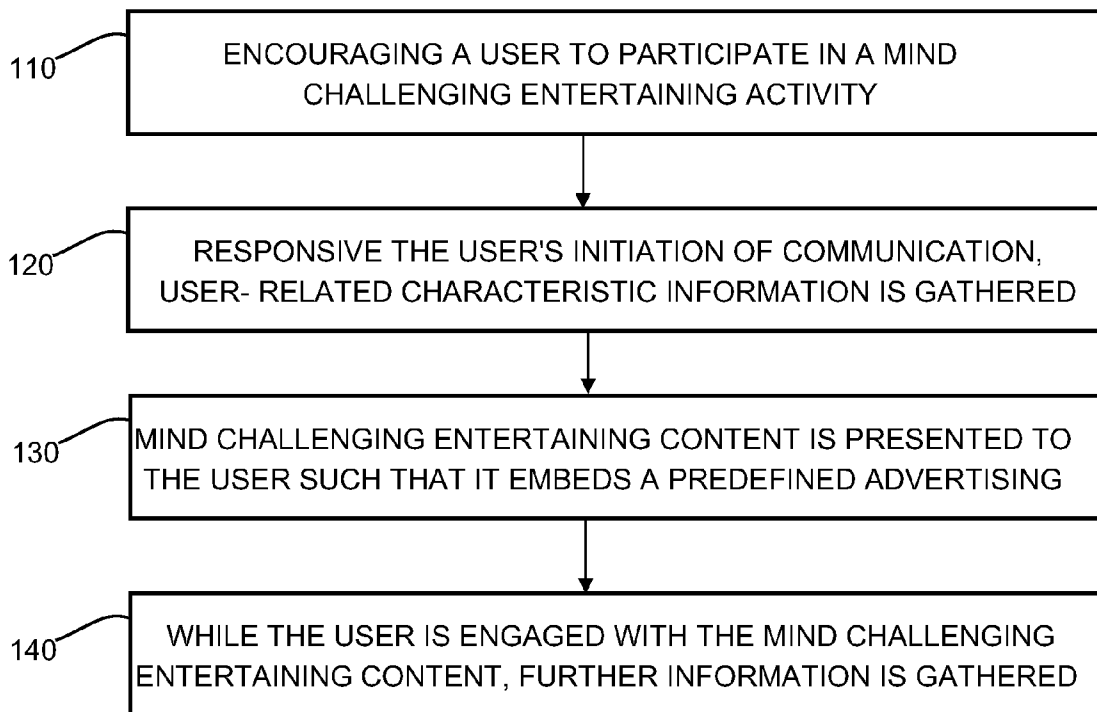 110
ENCOURAGING A USER TO PARTICIPATE IN A MIND
CHALLENGING ENTERTAINING ACTIVITY
120
RESPONSIVE THE USER'S INITIATION OF COMMUNICATION,
USER- RELATED CHARACTERISTIC INFORMATION IS GATHERED
130
MIND CHALLENGING ENTERTAINING CONTENT IS PRESENTED TO
THE USER SUCH THAT IT EMBEDS A PREDEFINED ADVERTISING
140
WHILE THE USER IS ENGAGED WITH THE MIND CHALLENGING
ENTERTAINING CONTENT, FURTHER INFORMATION IS GATHERED